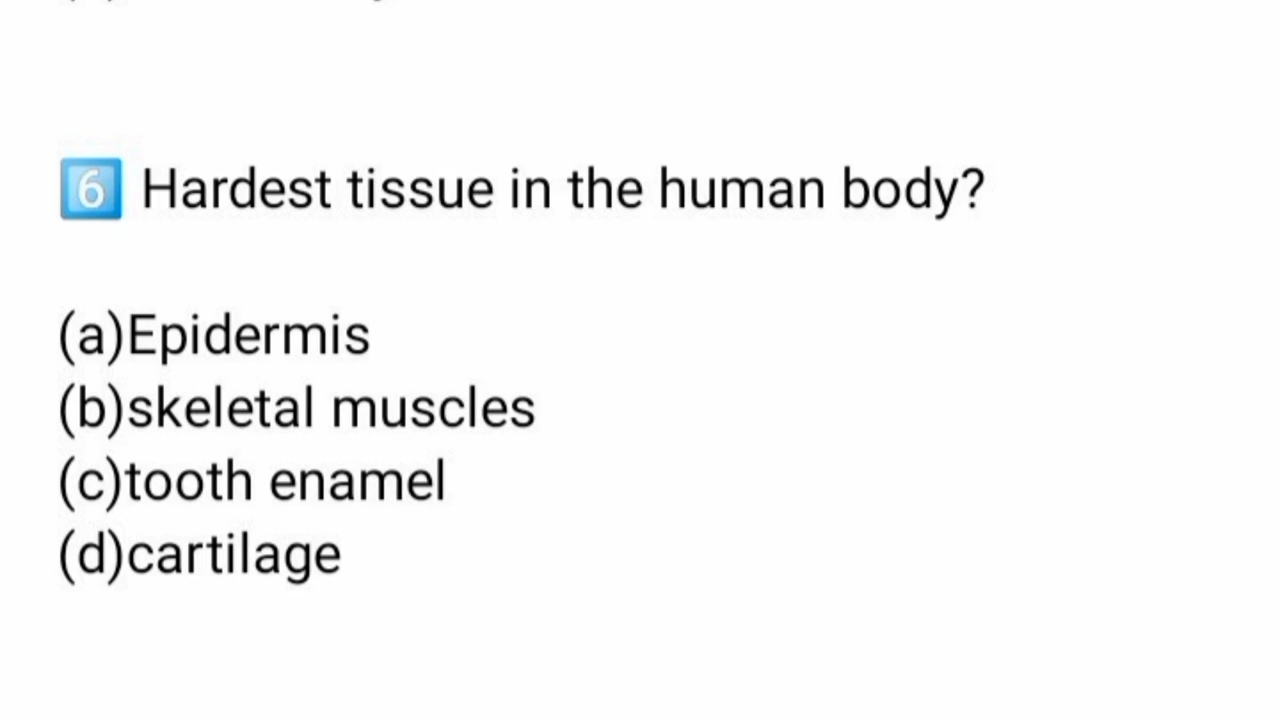 6️⃣ Hardest tissue in the human body?
(a)Epidermis
(b)skeletal muscles
(c)tooth enamel
(d)cartilage